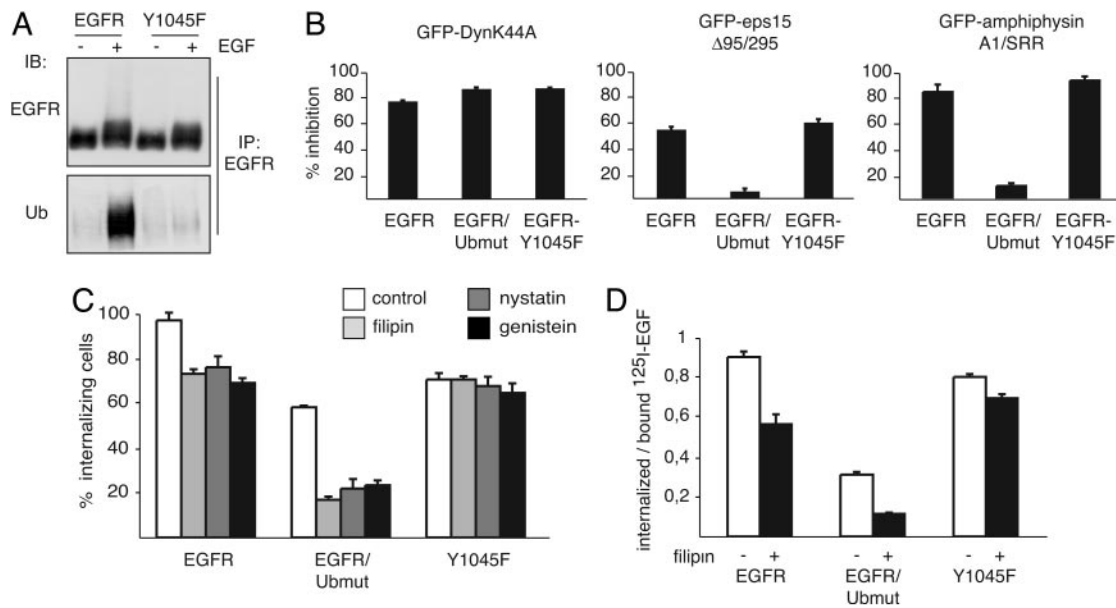 A
EGFR Y1045F
- + - + EGF
IB:
EGFR
IP:
EGFR
Ub
B
GFP-DynK44A
% inhibition
100
80
60
40
20
EGFR EGFR/Ubmut EGFR-Y1045F
GFP-eps15
Δ95/295
100
80
60
40
20
EGFR EGFR/Ubmut EGFR-Y1045F
GFP-amphiphysin
A1/SRR
100
80
60
40
20
EGFR EGFR/Ubmut EGFR-Y1045F
C
control
filipin
nystatin
genistein
% internalizing cells
100
80
60
40
20
EGFR EGFR/Ubmut Y1045F
D
internalized / bound 125I-EGF
1
0,8
0,6
0,4
0,2
filipin - + - + - +
EGFR EGFR/Ubmut Y1045F